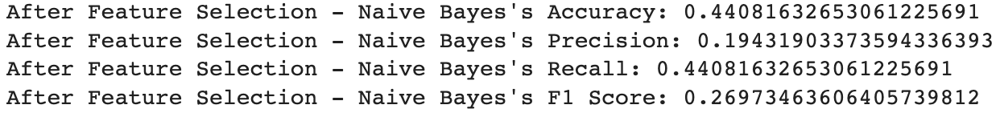 After Feature Selection - Naive Bayes's Accuracy: 0.44081632653061225691
After Feature Selection - Naive Bayes's Precision: 0.19431903373594336393
After Feature Selection - Naive Bayes's Recall: 0.44081632653061225691
After Feature Selection - Naive Bayes's F1 Score: 0.26973463606405739812